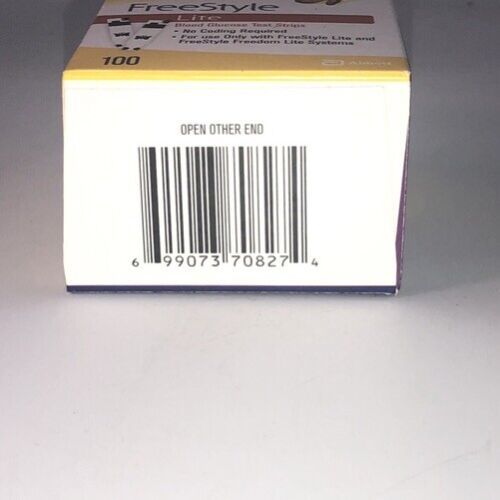 FreeStyle
Lite
Blood Glucose Test Strips
• No Coding Required
• For use Only with FreeStyle Lite and
FreeStyle Freedom Lite Systems
100
Abbott
OPEN OTHER END
6 99073 70827 4